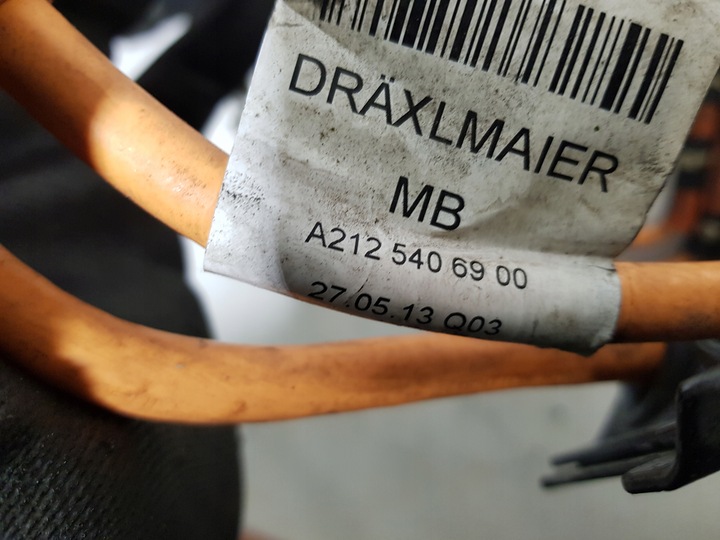 DRÄXLMAIER
MB
A212 540 69 00
27.05.13 Q03